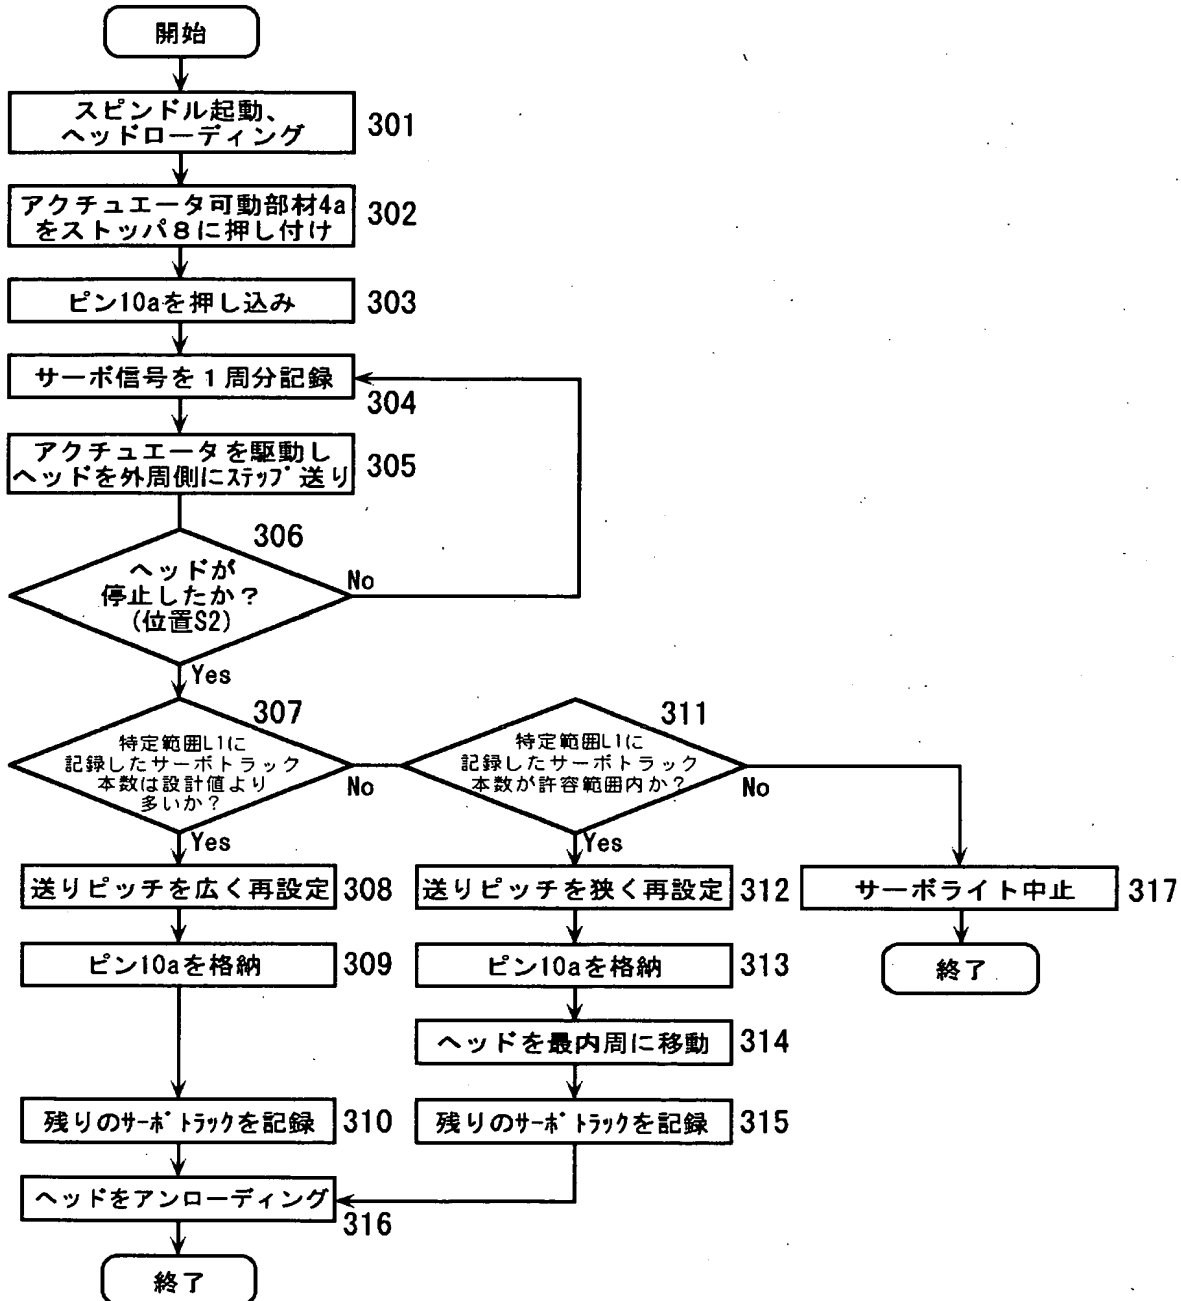 開始
スピンドル起動、
ヘッドローディング
301
アクチュエータ可動部材4a
をストッパ8に押し付け
302
ピン10aを押し込み
303
サーボ信号を1周分記録
304
アクチュエータを駆動し
ヘッドを外周側にｽﾃｯﾌﾟ送り
305
306
ヘッドが
停止したか？
(位置S2)
No
Yes
307
特定範囲L1に
記録したサーボトラック
本数は設計値より
多いか？
No
Yes
311
特定範囲L1に
記録したサーボトラック
本数が許容範囲内か？
No
Yes
送りピッチを広く再設定
308
送りピッチを狭く再設定
312
サーボライト中止
317
ピン10aを格納
309
ピン10aを格納
313
終了
ヘッドを最内周に移動
314
残りのｻｰﾎﾞﾄﾗｯｸを記録
310
残りのｻｰﾎﾞﾄﾗｯｸを記録
315
ヘッドをアンローディング
316
終了